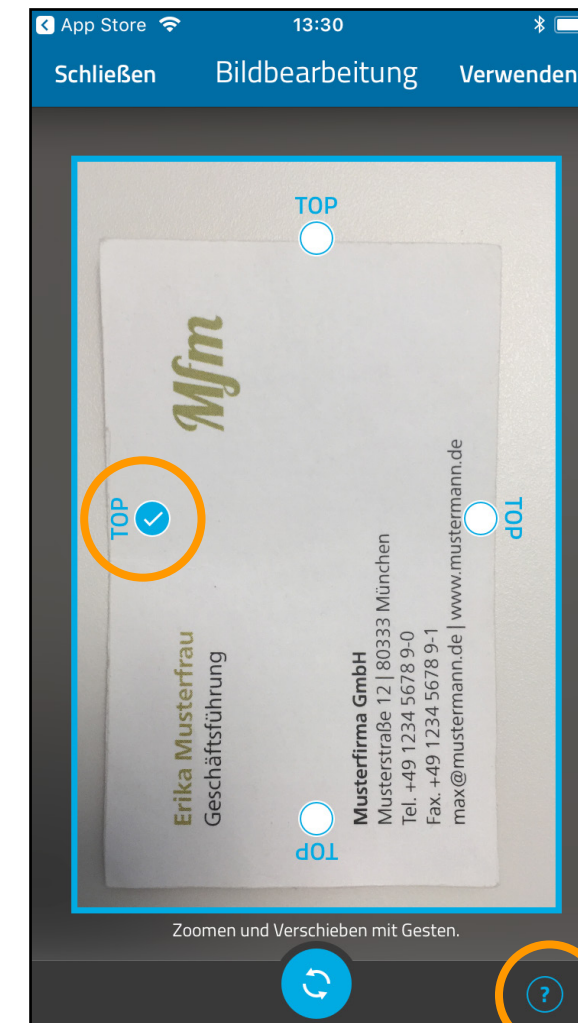 App Store 13:30
Schließen Bildbearbeitung Verwenden
TOP
TOP
TOP
TOP
Mfm
Erika Musterfrau
Geschäftsführung
Musterfirma GmbH
Musterstraße 12 | 80333 München
Tel. +49 1234 5678 9-0
Fax. +49 1234 5678 9-1
max@mustermann.de | www.mustermann.de
Zoomen und Verschieben mit Gesten.
?